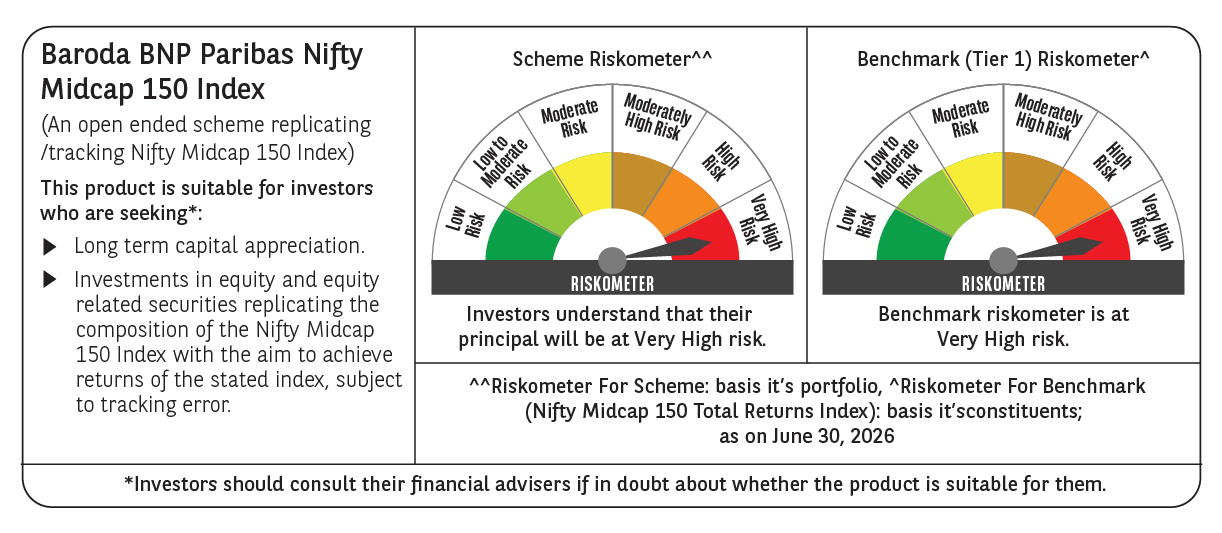 Baroda BNP Paribas Nifty
Midcap 150 Index
(An open ended scheme replicating
/tracking Nifty Midcap 150 Index)
This product is suitable for investors
who are seeking*:
Long term capital appreciation.
Investments in equity and equity
related securities replicating the
composition of the Nifty Midcap
150 Index with the aim to achieve
returns of the stated index, subject
to tracking error.
Scheme Riskometer^^
Low
Risk
Low to
Moderate
Risk
Moderate
Risk
Moderately
High Risk
High
Risk
Very High
Risk
RISKOMETER
Investors understand that their
principal will be at Very High risk.
Benchmark (Tier 1) Riskometer^
Low
Risk
Low to
Moderate
Risk
Moderate
Risk
Moderately
High Risk
High
Risk
Very High
Risk
RISKOMETER
Benchmark riskometer is at
Very High risk.
^^Riskometer For Scheme: basis it's portfolio, ^Riskometer For Benchmark
(Nifty Midcap 150 Total Returns Index): basis it'sconstituents;
as on June 30, 2026
*Investors should consult their financial advisers if in doubt about whether the product is suitable for them.